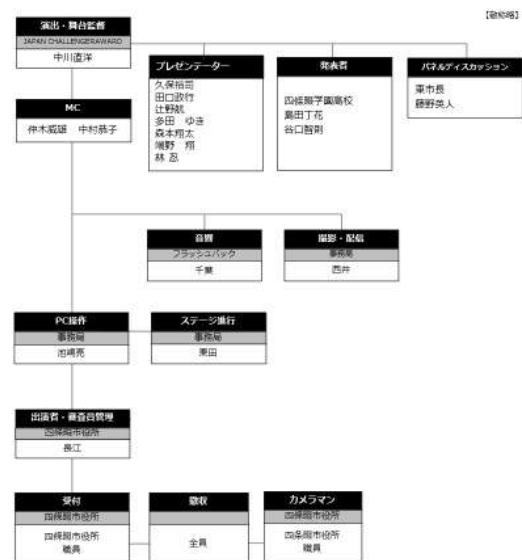 【敬称略】
演出・舞台監督
JAPAN CHALLENGERAWARD
中川直洋
プレゼンテーター
久保裕司
田口政行
辻野航
多田　ゆき
森本翔太
端野　翔
林 忍
発表者
四條畷学園高校
島田丁花
谷口智則
パネルディスカッション
東市長
藤野英人
MC
仲木威雄　中村恭子
音響
フラッシュバック
千葉
撮影・配信
事務局
西井
PC操作
事務局
池嶋亮
ステージ進行
事務局
栗田
出演者・審査員管理
四條畷市役所
長江
受付
四條畷市役所
四條畷市役所
職員
撤収
全員
カメラマン
四條畷市役所
四条畷市役所
職員